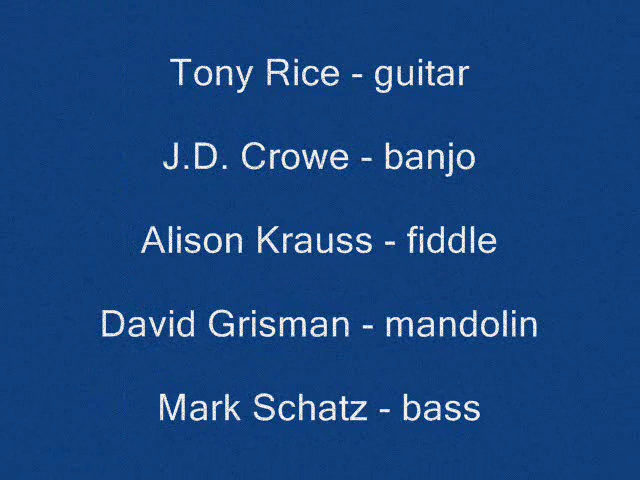 Tony Rice - guitar
J.D. Crowe - banjo
Alison Krauss - fiddle
David Grisman - mandolin
Mark Schatz - bass